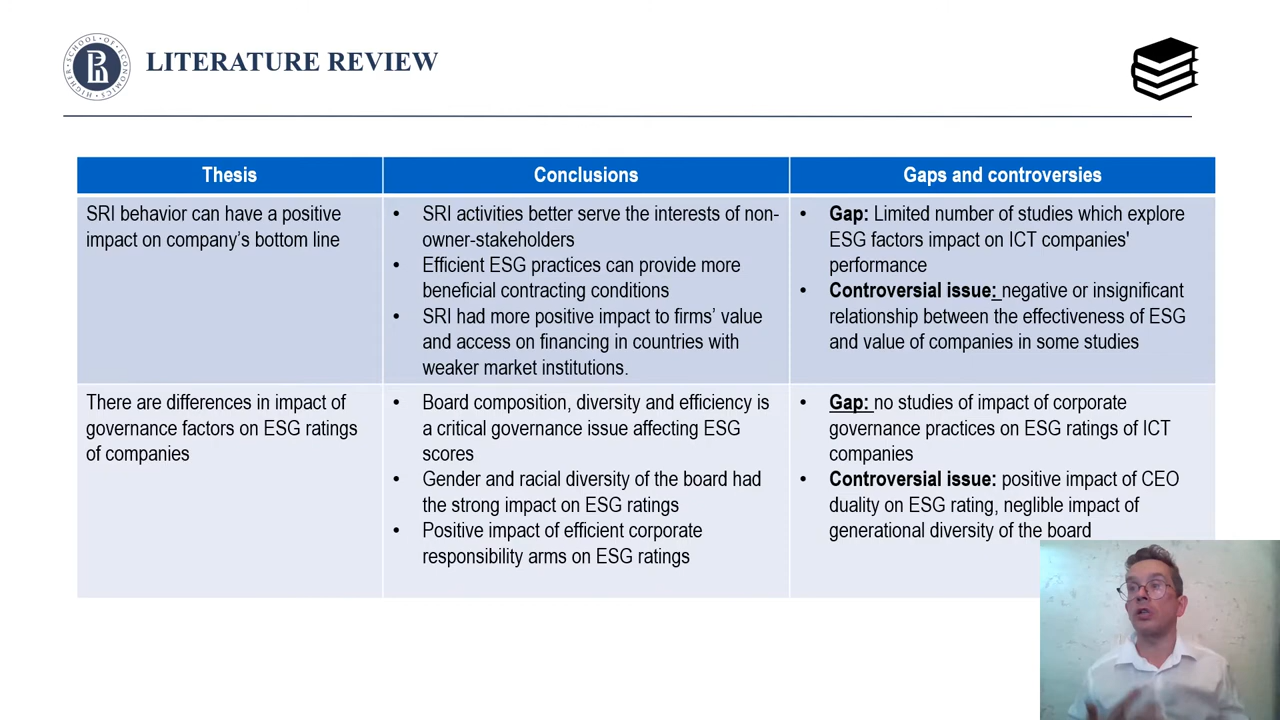 HIGHER · SCHOOL · OF · ECONOMICS ·
LITERATURE REVIEW
Thesis
Conclusions
Gaps and controversies
SRI behavior can have a positive
impact on company's bottom line
• SRI activities better serve the interests of non-
owner-stakeholders
• Efficient ESG practices can provide more
beneficial contracting conditions
• SRI had more positive impact to firms' value
and access on financing in countries with
weaker market institutions.
• Gap: Limited number of studies which explore
ESG factors impact on ICT companies'
performance
• Controversial issue: negative or insignificant
relationship between the effectiveness of ESG
and value of companies in some studies
There are differences in impact of
governance factors on ESG ratings
of companies
• Board composition, diversity and efficiency is
a critical governance issue affecting ESG
scores
• Gender and racial diversity of the board had
the strong impact on ESG ratings
• Positive impact of efficient corporate
responsibility arms on ESG ratings
• Gap: no studies of impact of corporate
governance practices on ESG ratings of ICT
companies
• Controversial issue: positive impact of CEO
duality on ESG rating, neglible impact of
generational diversity of the board